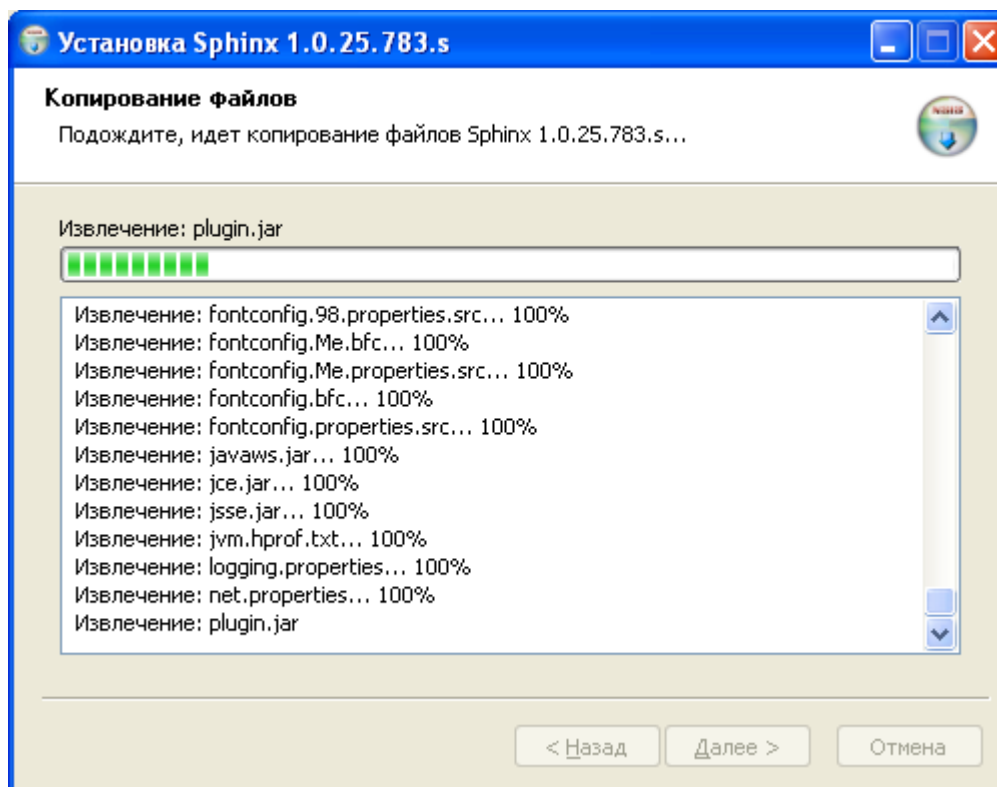 Установка Sphinx 1.0.25.783.s
Копирование файлов
Подождите, идет копирование файлов Sphinx 1.0.25.783.s...
Извлечение: plugin.jar
Извлечение: fontconfig.98.properties.src... 100%
Извлечение: fontconfig.Me.bfc... 100%
Извлечение: fontconfig.Me.properties.src... 100%
Извлечение: fontconfig.bfc... 100%
Извлечение: fontconfig.properties.src... 100%
Извлечение: javaws.jar... 100%
Извлечение: jce.jar... 100%
Извлечение: jsse.jar... 100%
Извлечение: jvm.hprof.txt... 100%
Извлечение: logging.properties... 100%
Извлечение: net.properties... 100%
Извлечение: plugin.jar
< Назад Далее > Отмена